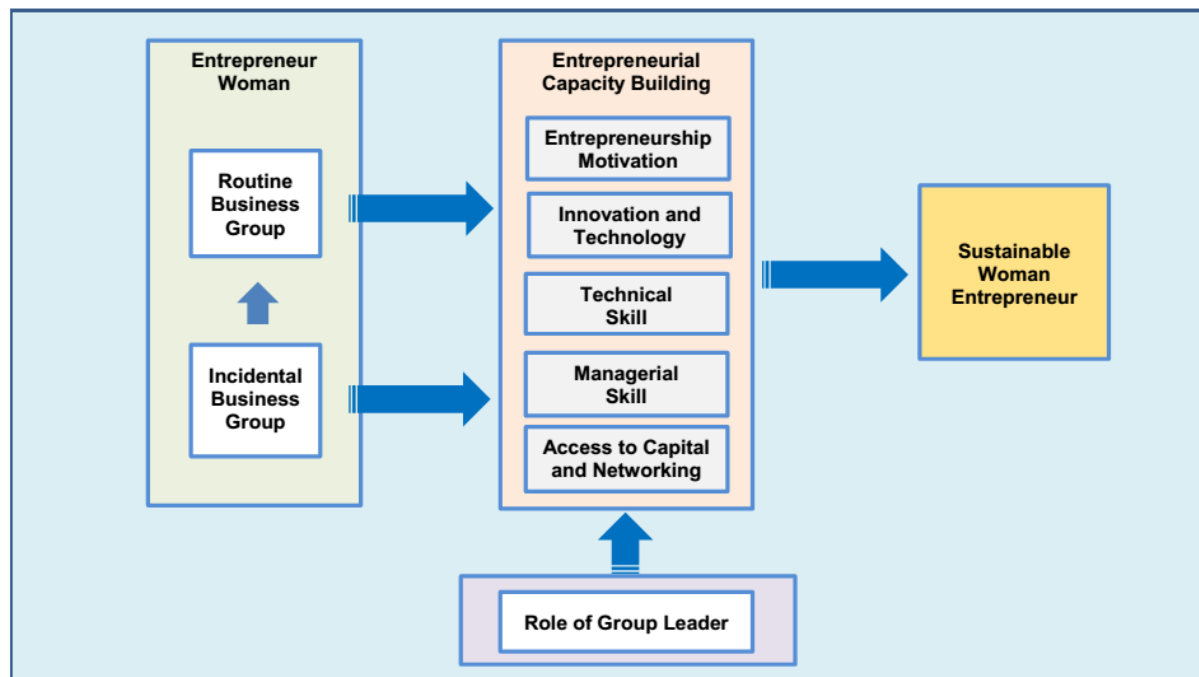 Entrepreneur
Woman
Routine
Business
Group
Incidental
Business
Group
Entrepreneurial
Capacity Building
Entrepreneurship
Motivation
Innovation and
Technology
Technical
Skill
Managerial
Skill
Access to Capital
and Networking
Role of Group Leader
Sustainable
Woman
Entrepreneur